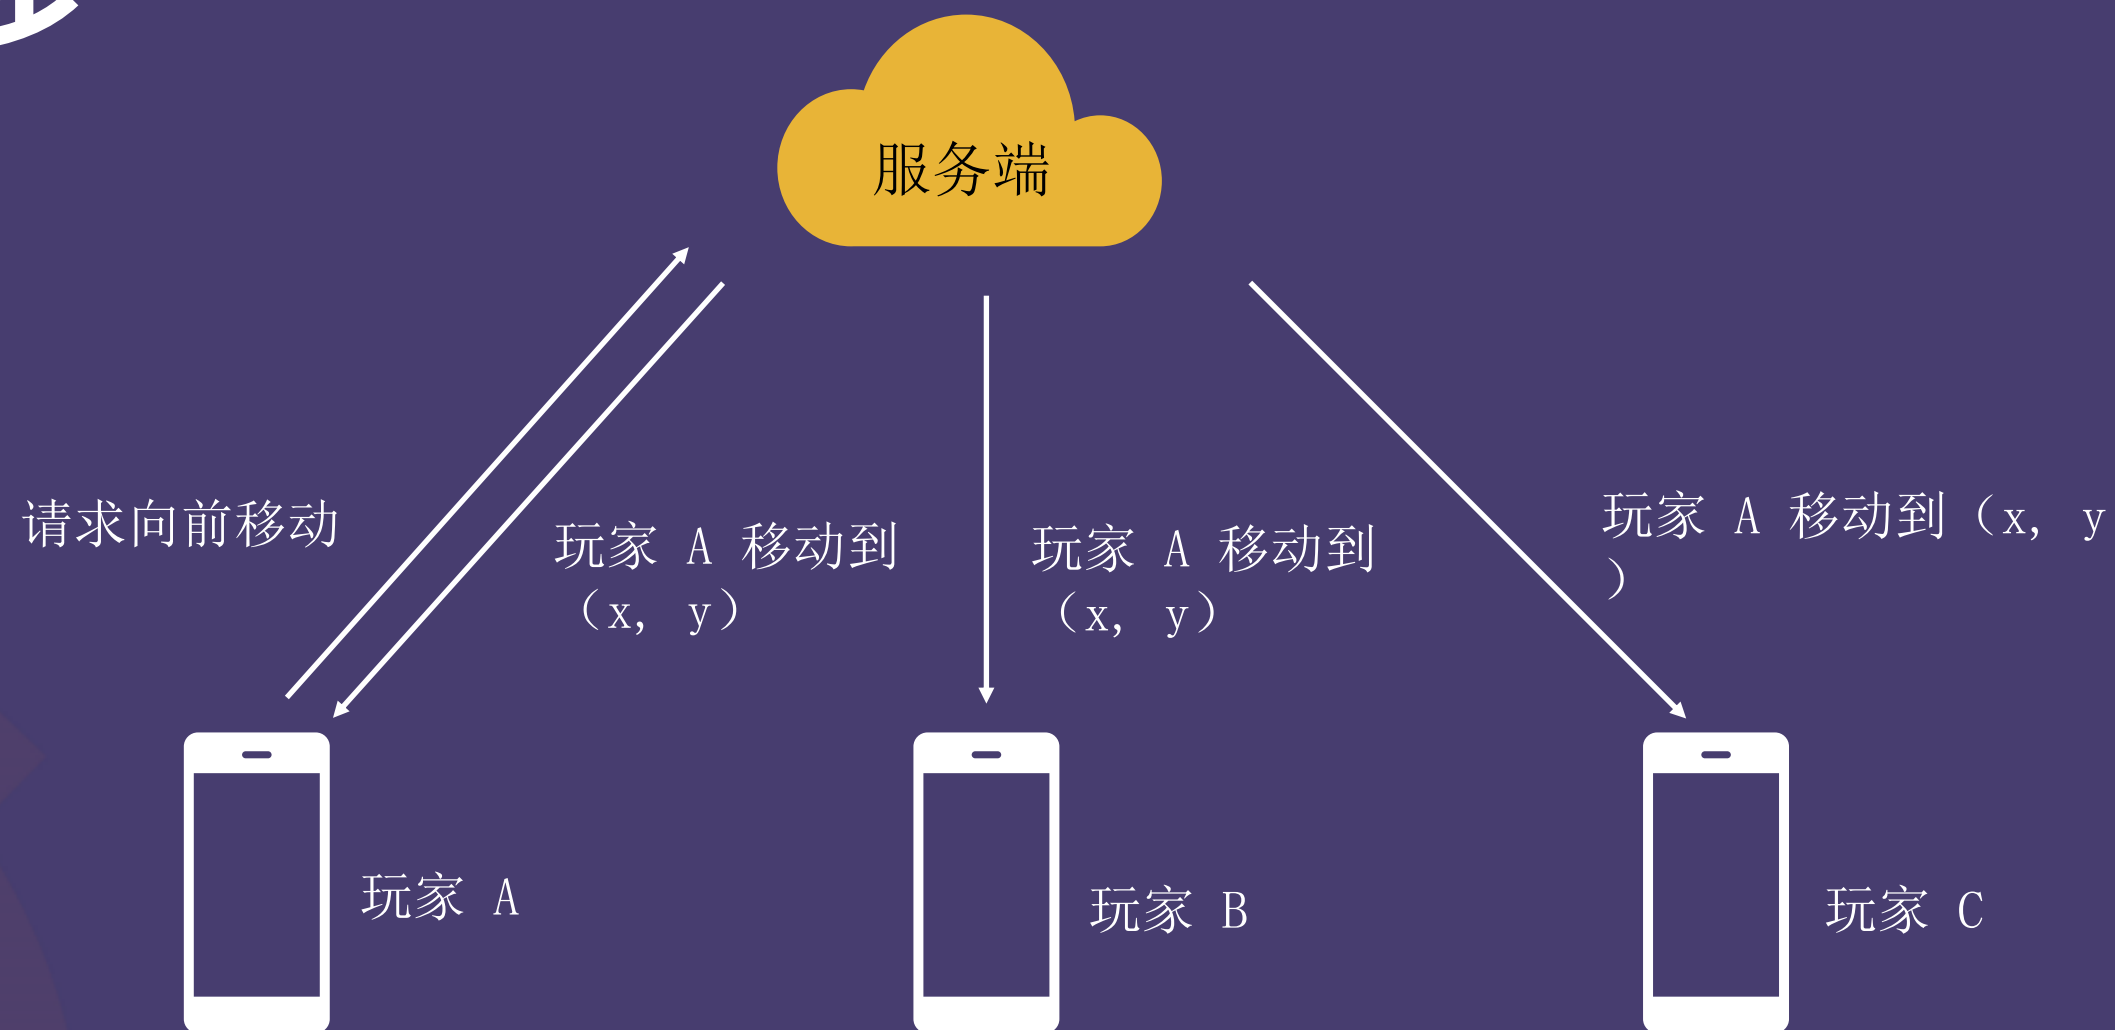 服务端
请求向前移动
玩家 A 移动到
（x, y）
玩家 A 移动到
（x, y）
玩家 A 移动到（x, y
）
玩家 A
玩家 B
玩家 C